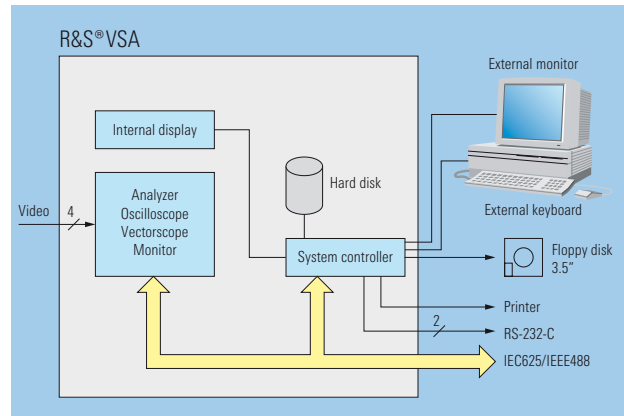 R&S® VSA
External monitor
Internal display
Hard disk
Video
4
Analyzer
Oscilloscope
Vectorscope
Monitor
External keyboard
System controller
Floppy disk
3.5"
Printer
2
RS-232-C
IEC625/IEEE488